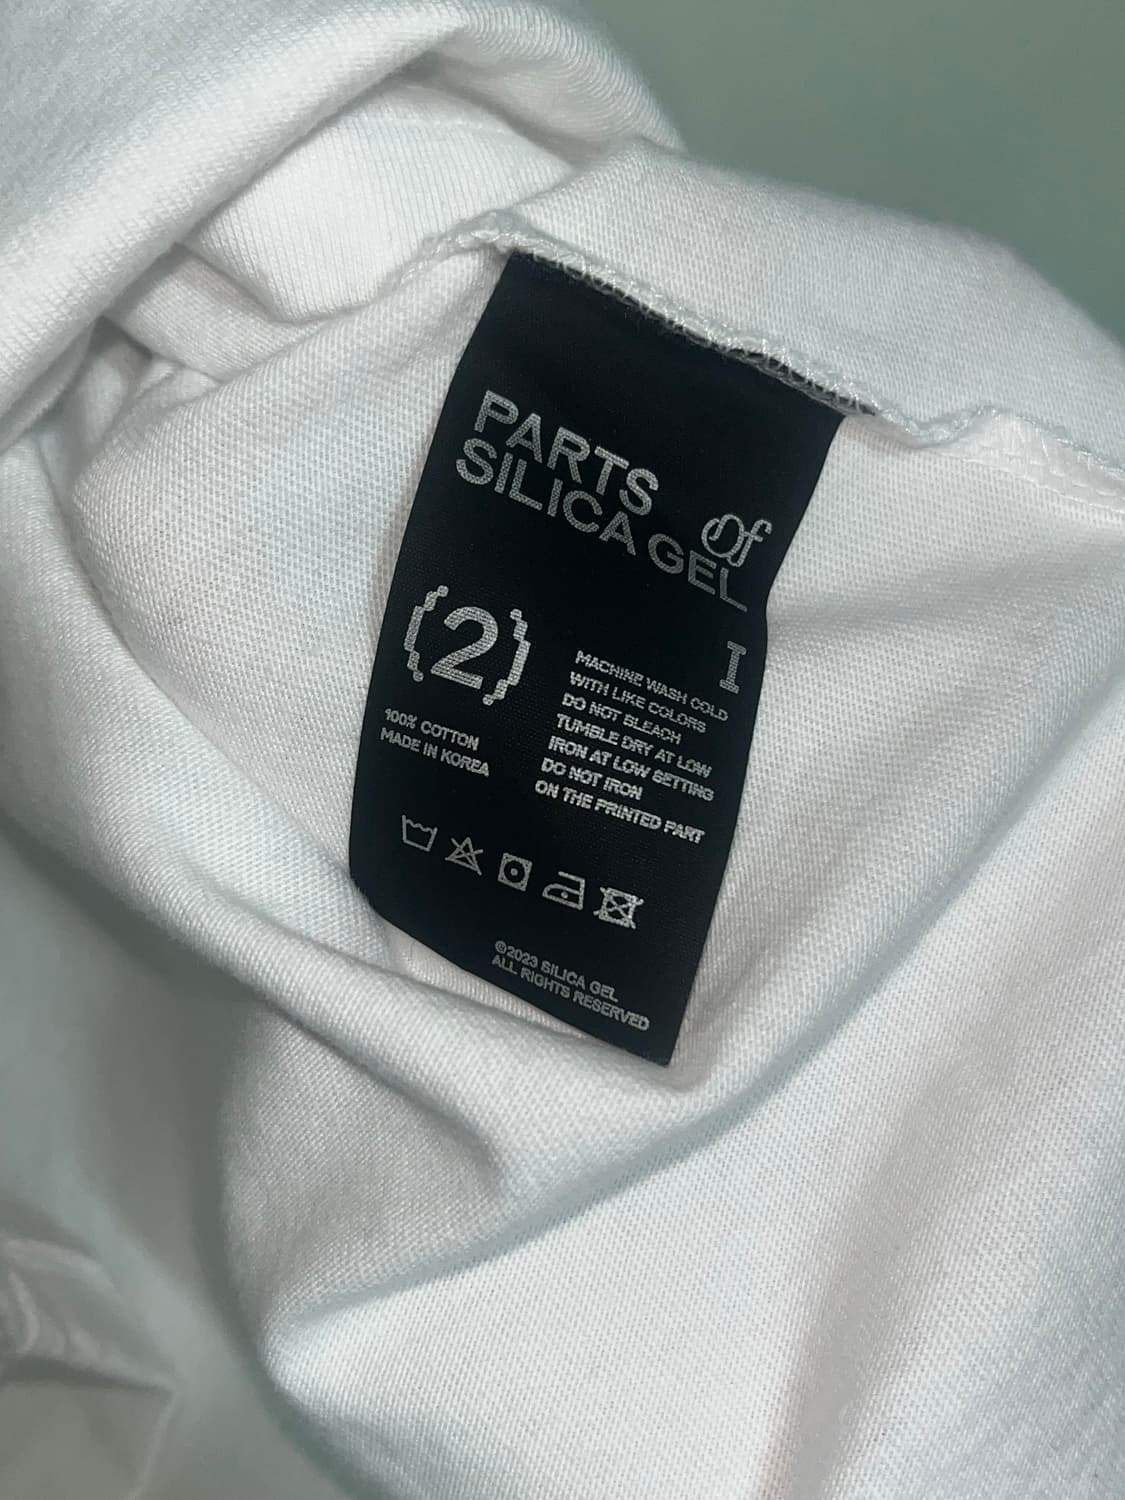 PARTS of
SILICA GEL
(2)
I
100% COTTON
MADE IN KOREA
MACHINE WASH COLD
WITH LIKE COLORS
DO NOT BLEACH
TUMBLE DRY AT LOW
IRON AT LOW SETTING
DO NOT IRON
ON THE PRINTED PART
©2023 SILICA GEL
ALL RIGHTS RESERVED